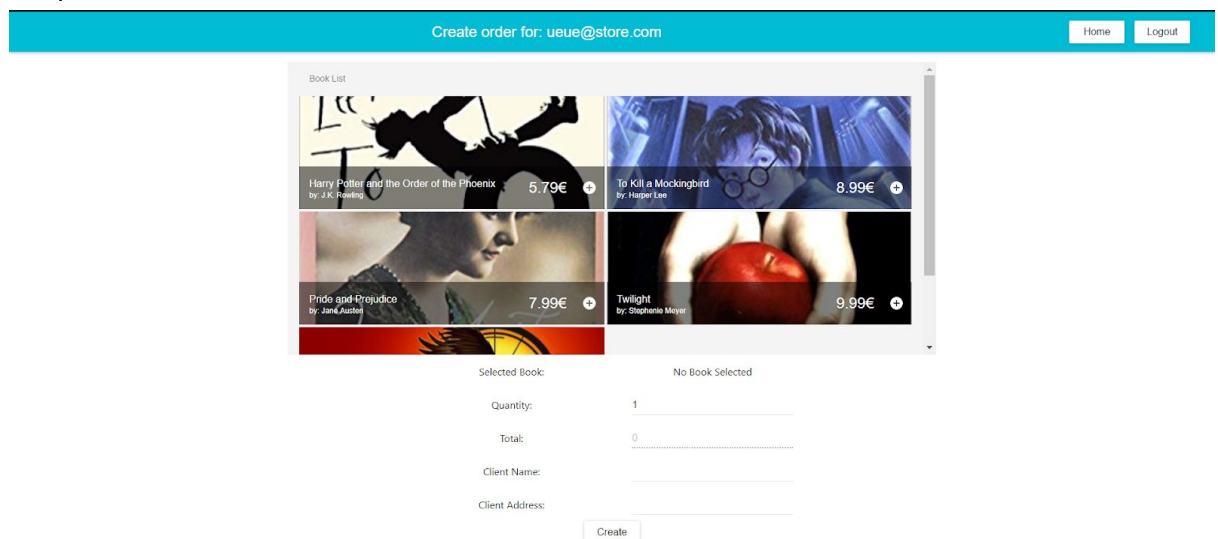 Create order for: ueue@store.com
Home
Logout
Book List
Harry Potter and the Order of the Phoenix
by: J.K. Rowling
5.79€
To Kill a Mockingbird
by: Harper Lee
8.99€
Pride and Prejudice
by: Jane Austen
7.99€
Twilight
by: Stephenie Meyer
9.99€
Selected Book: No Book Selected
Quantity: 1
Total: 0
Client Name:
Client Address:
Create